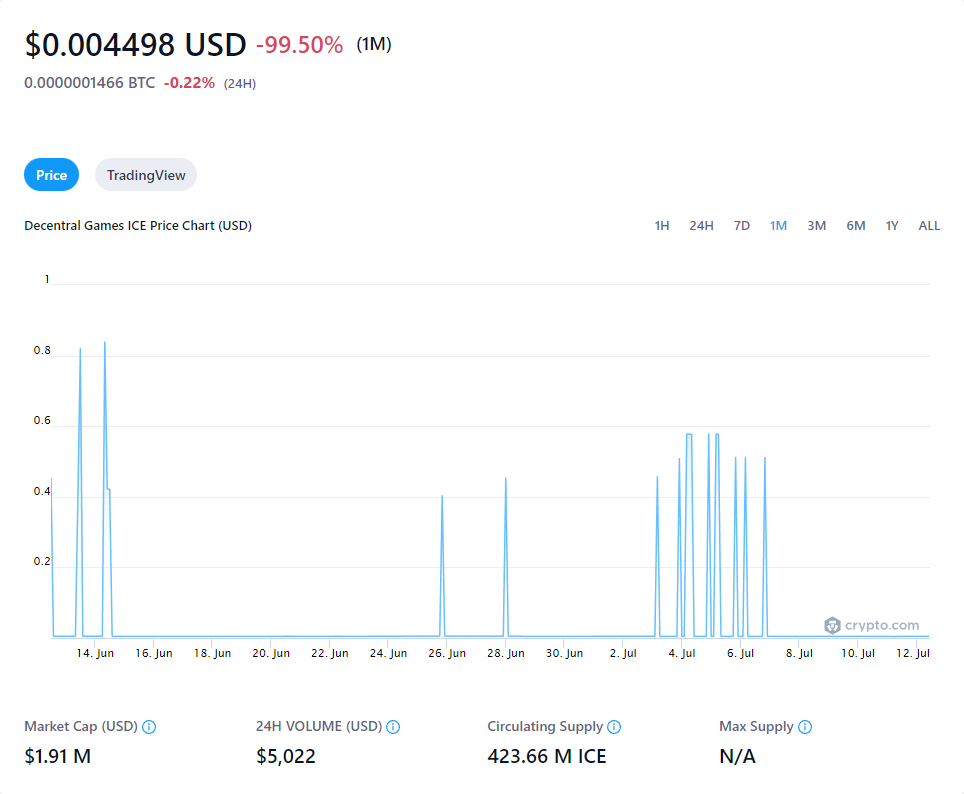 $0.004498 USD -99.50% (1M)
0.0000001466 BTC -0.22% (24H)
Price TradingView
Decentral Games ICE Price Chart (USD) 1H 24H 7D 1M 3M 6M 1Y ALL
1
0.8
0.6
0.4
0.2
crypto.com
14. Jun 16. Jun 18. Jun 20. Jun 22. Jun 24. Jun 26. Jun 28. Jun 30. Jun 2. Jul 4. Jul 6. Jul 8. Jul 10. Jul 12. Jul
Market Cap (USD) 24H VOLUME (USD) Circulating Supply Max Supply
$1.91 M $5,022 423.66 M ICE N/A